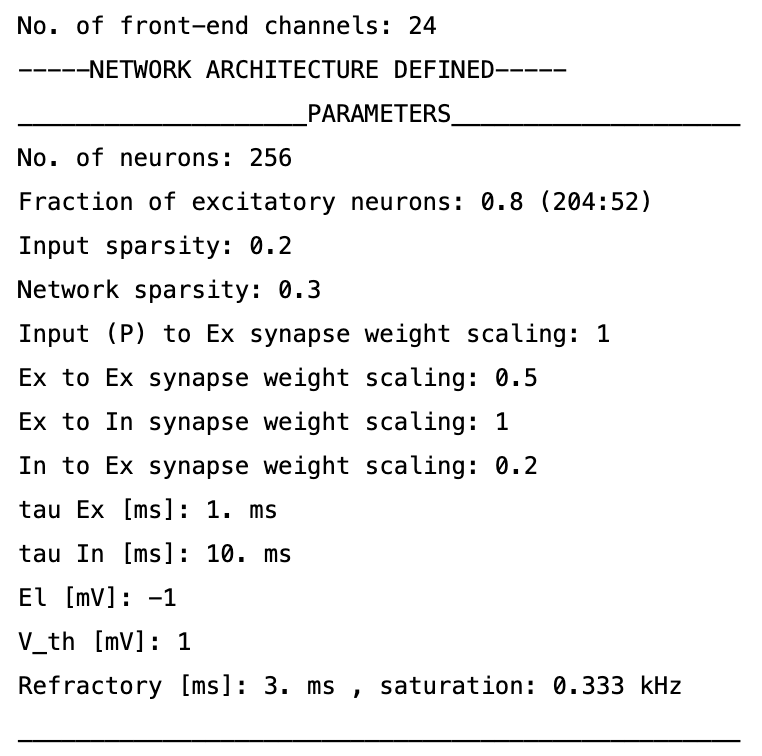 No. of front-end channels: 24
-----NETWORK ARCHITECTURE DEFINED-----
____________________PARAMETERS____________________
No. of neurons: 256
Fraction of excitatory neurons: 0.8 (204:52)
Input sparsity: 0.2
Network sparsity: 0.3
Input (P) to Ex synapse weight scaling: 1
Ex to Ex synapse weight scaling: 0.5
Ex to In synapse weight scaling: 1
In to Ex synapse weight scaling: 0.2
tau Ex [ms]: 1. ms
tau In [ms]: 10. ms
El [mV]: -1
V_th [mV]: 1
Refractory [ms]: 3. ms , saturation: 0.333 kHz
__________________________________________________